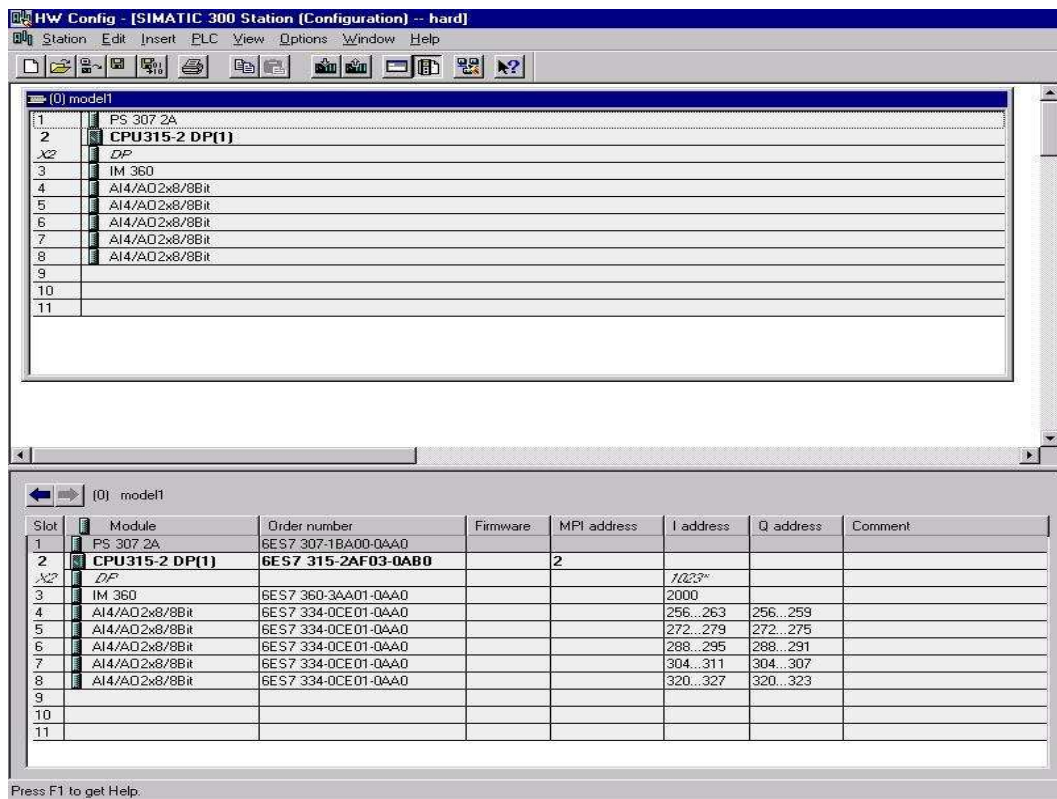 HW Config - [SIMATIC 300 Station (Configuration) -- hard]
Station Edit Insert PLC View Options Window Help
(0) model1
1 PS 307 2A
2 CPU315-2 DP(1)
X2 DP
3 IM 360
4 AI4/AO2x8/8Bit
5 AI4/AO2x8/8Bit
6 AI4/AO2x8/8Bit
7 AI4/AO2x8/8Bit
8 AI4/AO2x8/8Bit
9
10
11
(0) model1
Slot Module Order number Firmware MPI address I address Q address Comment
1 PS 307 2A 6ES7 307-1BA00-0AA0
2 CPU315-2 DP(1) 6ES7 315-2AF03-0AB0 2
X2 DP 1023*
3 IM 360 6ES7 360-3AA01-0AA0 2000
4 AI4/AO2x8/8Bit 6ES7 334-0CE01-0AA0 256...263 256...259
5 AI4/AO2x8/8Bit 6ES7 334-0CE01-0AA0 272...279 272...275
6 AI4/AO2x8/8Bit 6ES7 334-0CE01-0AA0 288...295 288...291
7 AI4/AO2x8/8Bit 6ES7 334-0CE01-0AA0 304...311 304...307
8 AI4/AO2x8/8Bit 6ES7 334-0CE01-0AA0 320...327 320...323
9
10
11
Press F1 to get Help.